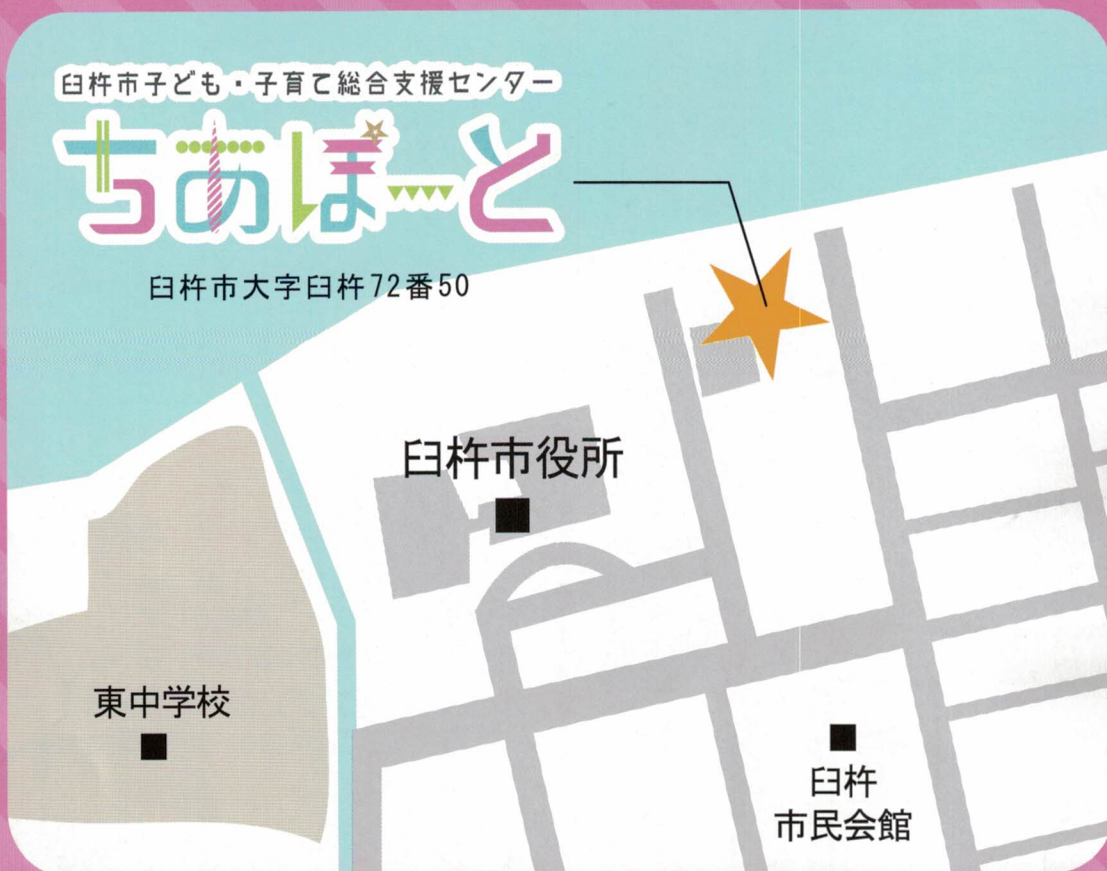 臼杵市子ども・子育て総合支援センター
ちあぽーと
臼杵市大字臼杵72番50
臼杵市役所
東中学校
臼杵
市民会館